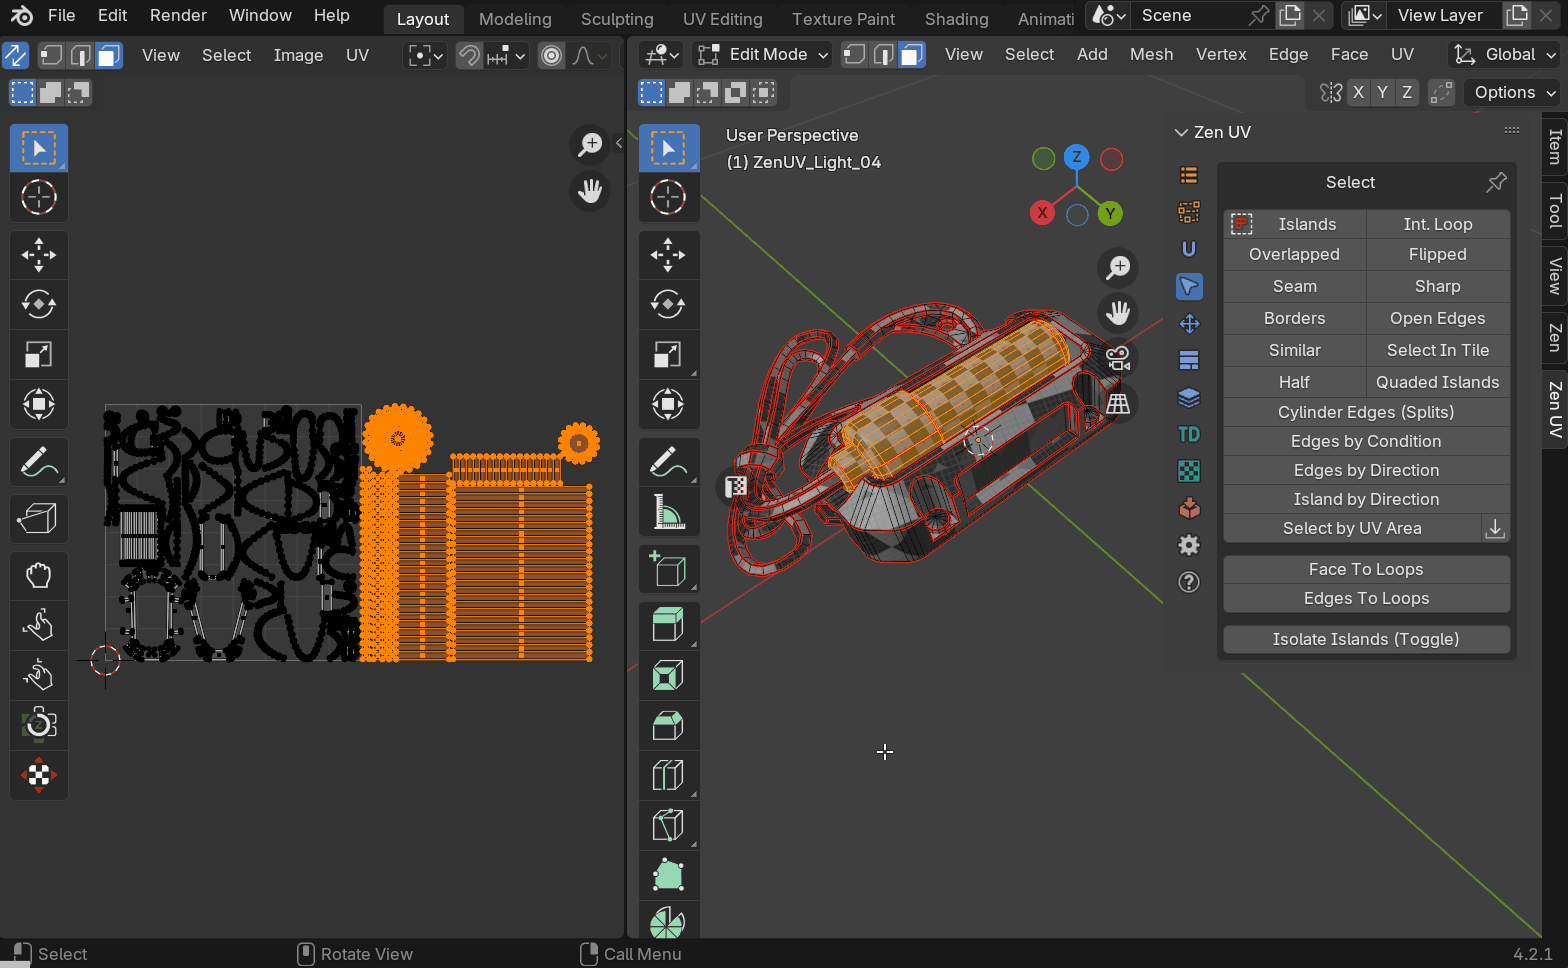 File Edit Render Window Help Layout Modeling Sculpting UV Editing Texture Paint Shading Animati Scene View Layer
View Select Image UV Edit Mode View Select Add Mesh Vertex Edge Face UV Global
X Y Z Options
User Perspective
(1) ZenUV_Light_04
Z
X
Y
Zen UV
Select
Islands Int. Loop
Overlapped Flipped
Seam Sharp
Borders Open Edges
Similar Select In Tile
Half Quaded Islands
Cylinder Edges (Splits)
Edges by Condition
Edges by Direction
Island by Direction
Select by UV Area
Face To Loops
Edges To Loops
Isolate Islands (Toggle)
TD
Item
Tool
View
Zen
Zen UV
Select Rotate View Call Menu 4.2.1